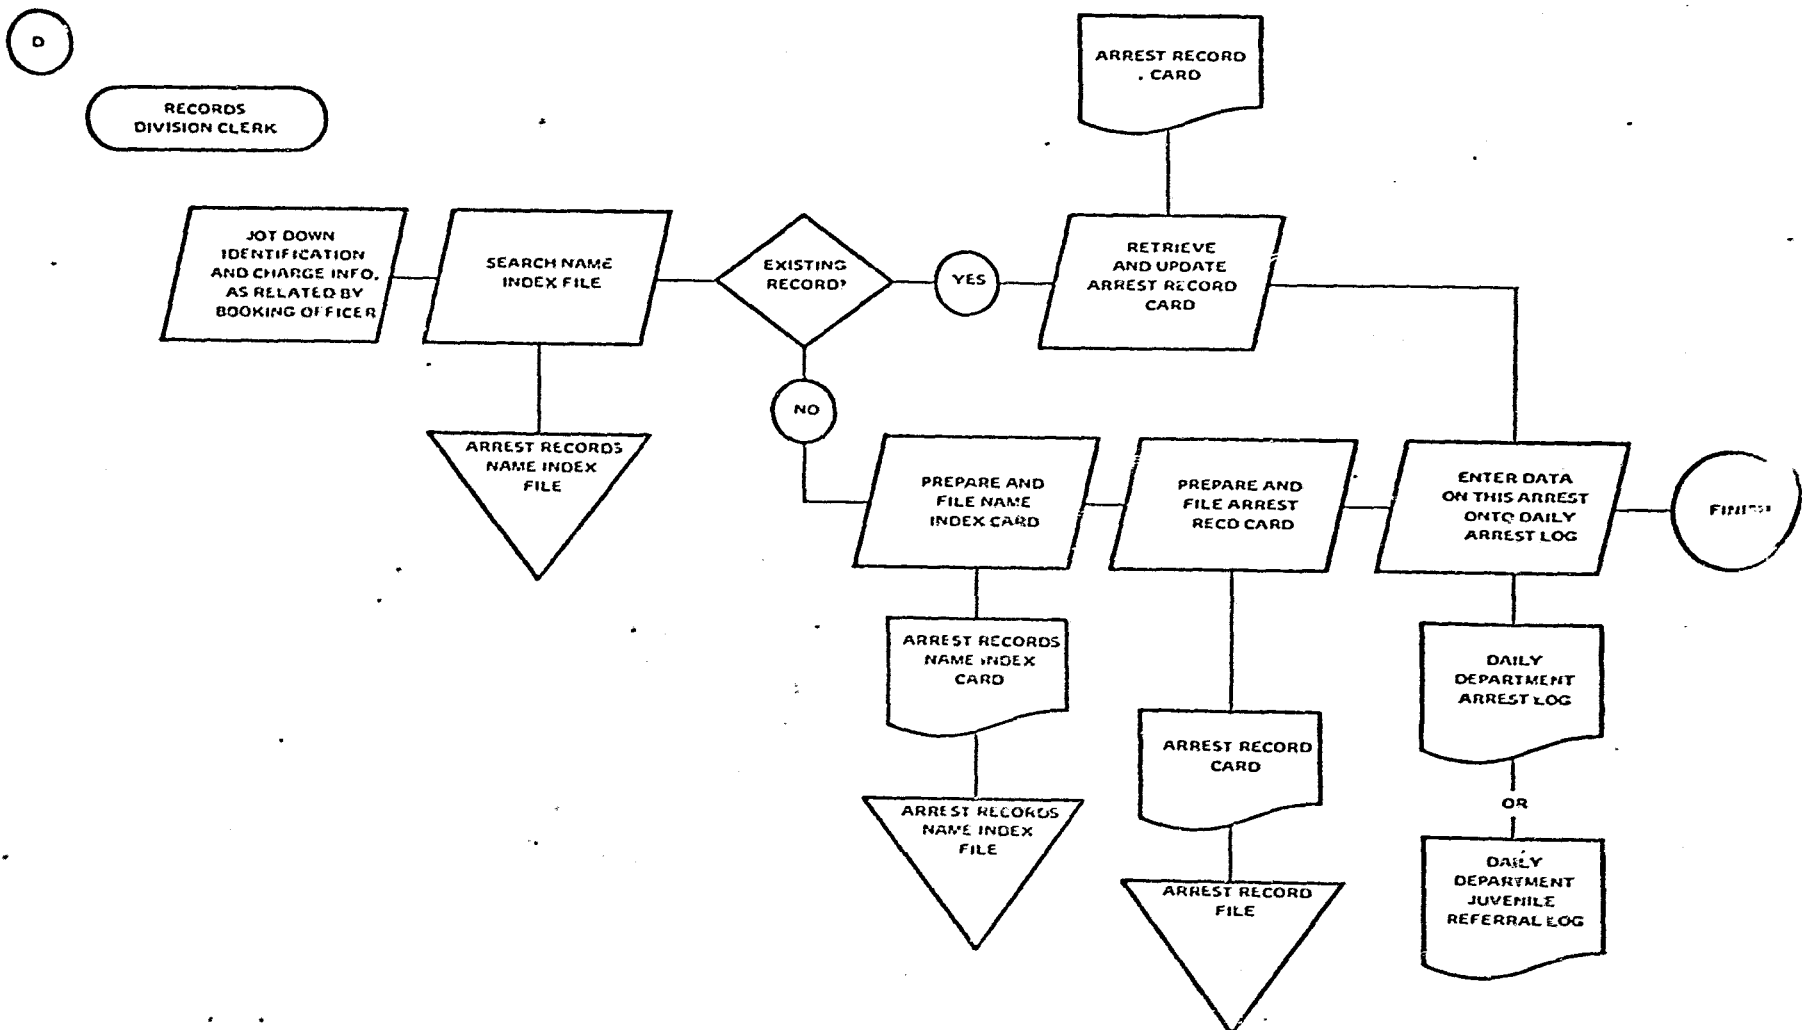 D
RECORDS
DIVISION CLERK
ARREST RECORD
CARD
JOT DOWN
IDENTIFICATION
AND CHARGE INFO.
AS RELATED BY
BOOKING OFFICER
SEARCH NAME
INDEX FILE
EXISTING
RECORD?
YES
RETRIEVE
AND UPDATE
ARREST RECORD
CARD
NO
ARREST RECORDS
NAME INDEX
FILE
PREPARE AND
FILE NAME
INDEX CARD
PREPARE AND
FILE ARREST
RECD CARD
ENTER DATA
ON THIS ARREST
ONTO DAILY
ARREST LOG
FINISH
ARREST RECORDS
NAME INDEX
CARD
ARREST RECORD
CARD
DAILY
DEPARTMENT
ARREST LOG
OR
ARREST RECORDS
NAME INDEX
FILE
ARREST RECORD
FILE
DAILY
DEPARTMENT
JUVENILE
REFERRAL LOG